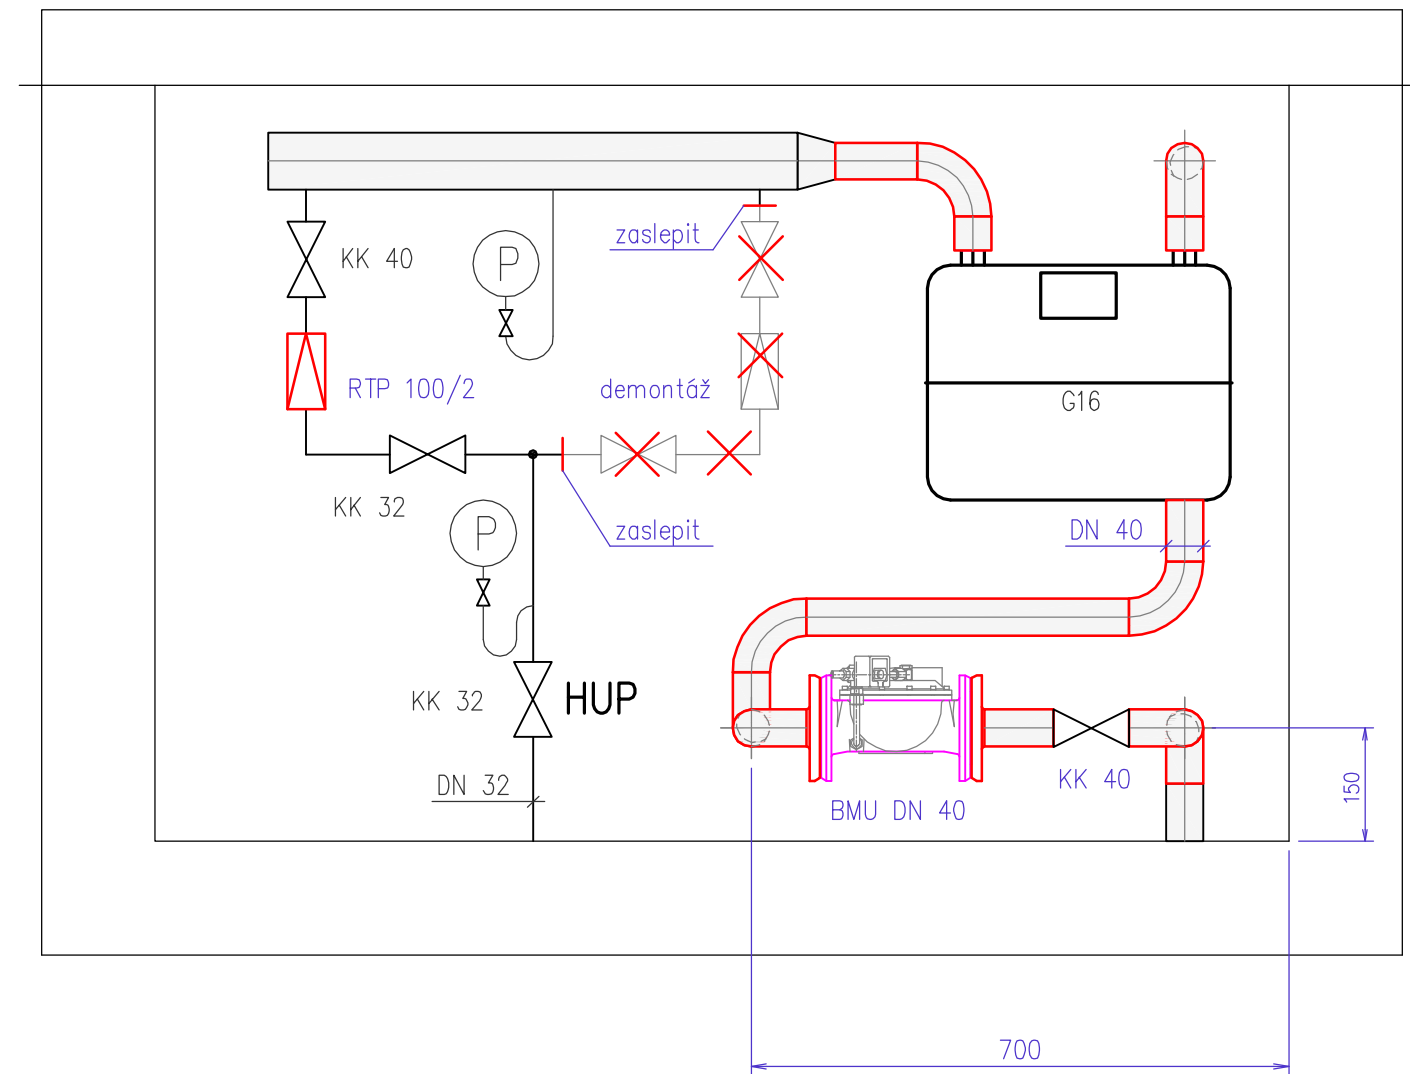 zaslepit
KK 40
P
RTP 100/2
demontáž
G16
KK 32
zaslepit
P
DN 40
KK 32
HUP
DN 32
BMU DN 40
KK 40
150
700